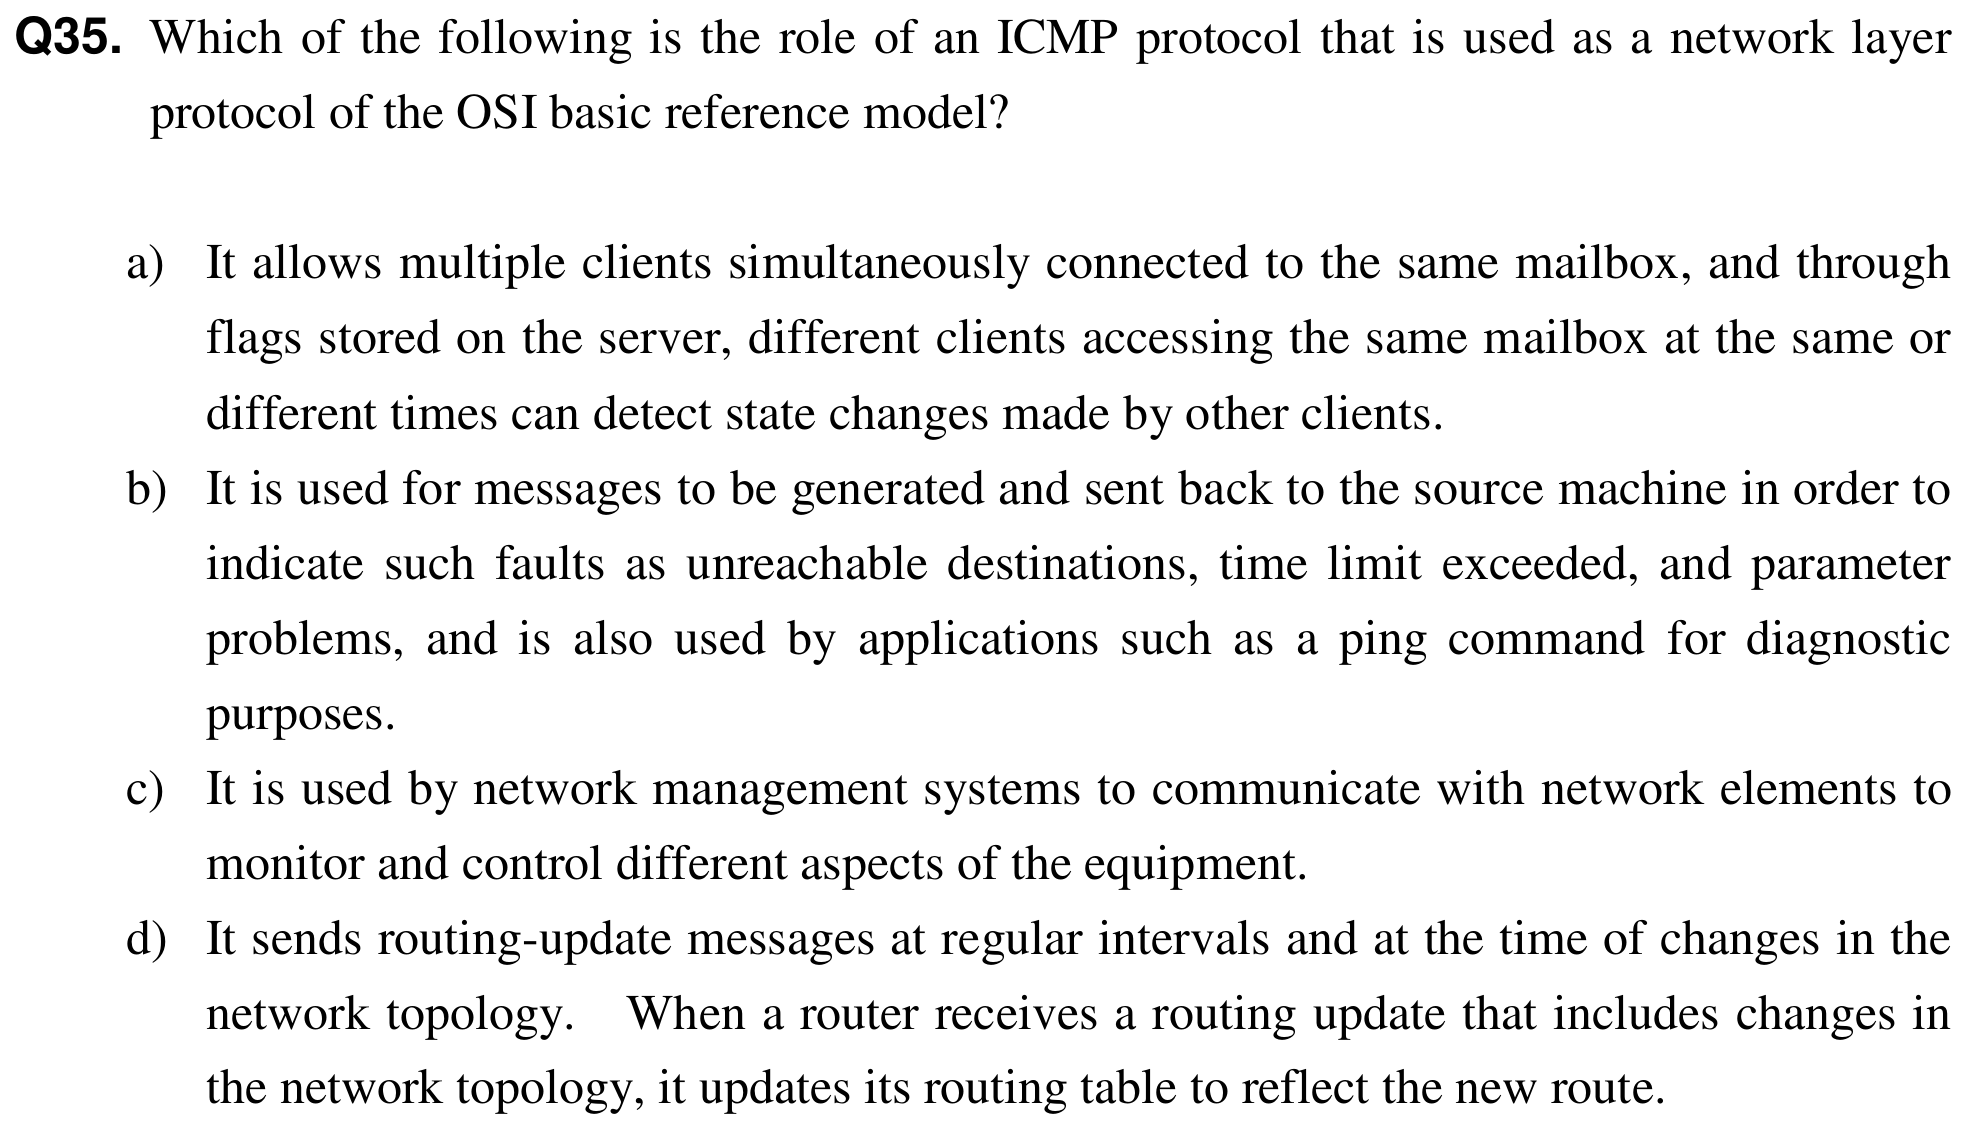 Q35. Which of the following is the role of an ICMP protocol that is used as a network layer
protocol of the OSI basic reference model?
a) It allows multiple clients simultaneously connected to the same mailbox, and through
flags stored on the server, different clients accessing the same mailbox at the same or
different times can detect state changes made by other clients.
b) It is used for messages to be generated and sent back to the source machine in order to
indicate such faults as unreachable destinations, time limit exceeded, and parameter
problems, and is also used by applications such as a ping command for diagnostic
purposes.
c) It is used by network management systems to communicate with network elements to
monitor and control different aspects of the equipment.
d) It sends routing-update messages at regular intervals and at the time of changes in the
network topology. When a router receives a routing update that includes changes in
the network topology, it updates its routing table to reflect the new route.